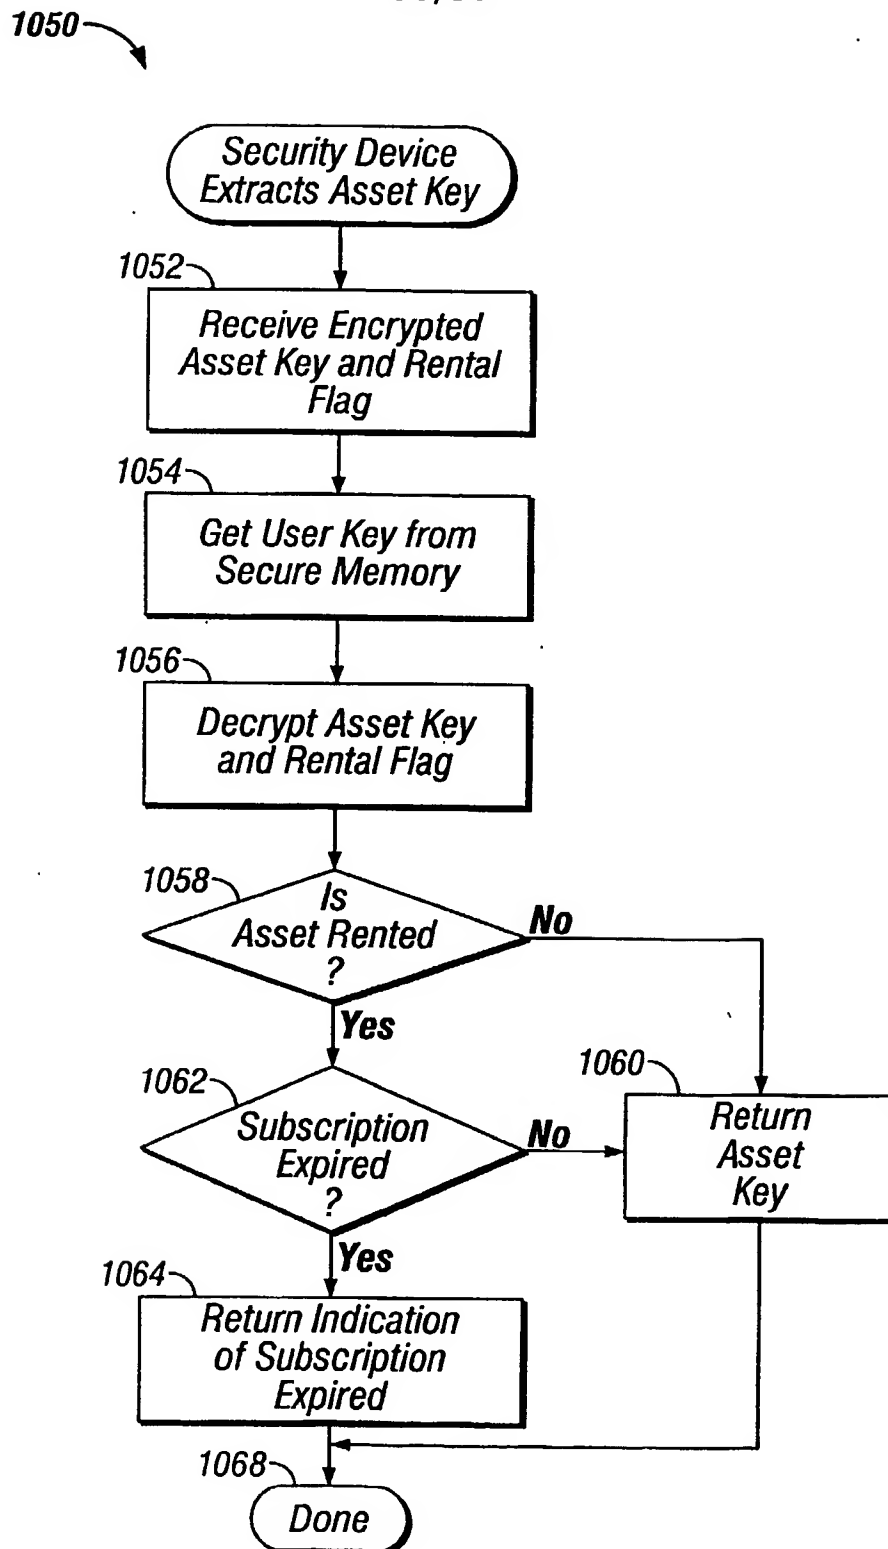 1050
Security Device
Extracts Asset Key
1052
Receive Encrypted
Asset Key and Rental
Flag
1054
Get User Key from
Secure Memory
1056
Decrypt Asset Key
and Rental Flag
1058
Is
Asset Rented
?
No
Yes
1060
Return
Asset
Key
1062
Subscription
Expired
?
No
Yes
1064
Return Indication
of Subscription
Expired
1068
Done